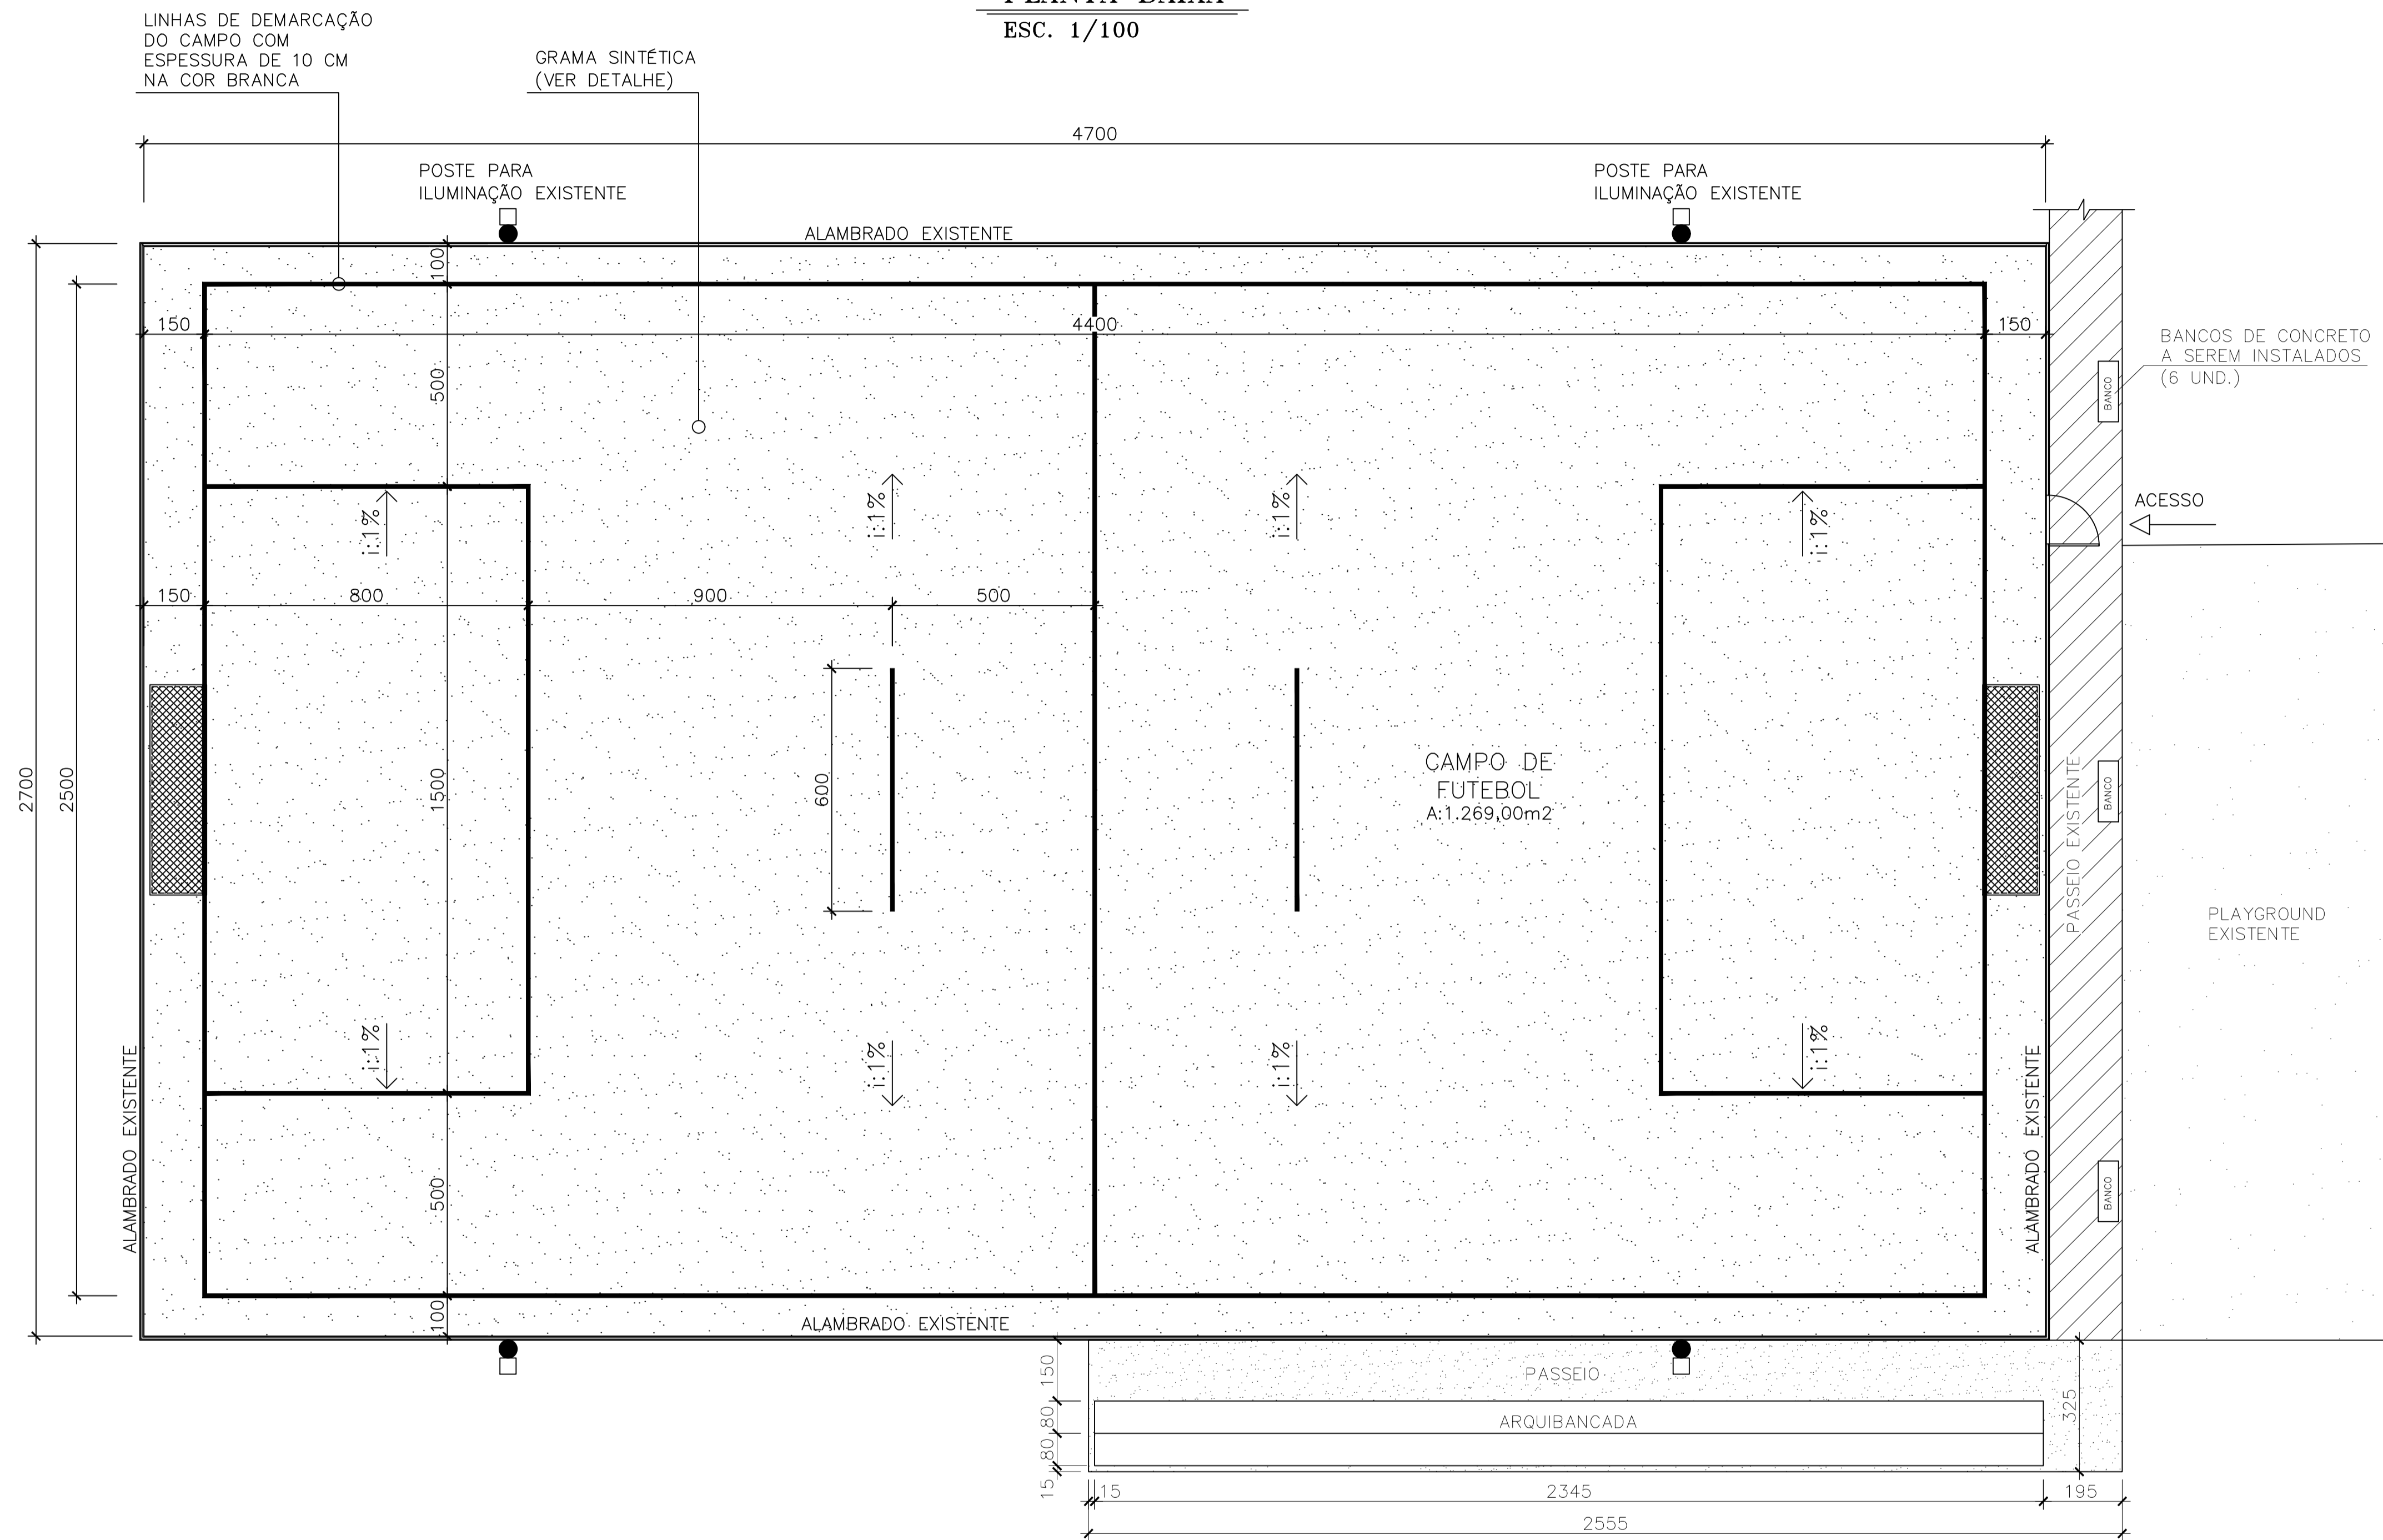 PLANTA BAIXA
ESC. 1/100
LINHAS DE DEMARCAÇÃO
DO CAMPO COM
ESPESSURA DE 10 CM
NA COR BRANCA
GRAMA SINTÉTICA
(VER DETALHE)
4700
POSTE PARA
ILUMINAÇÃO EXISTENTE
POSTE PARA
ILUMINAÇÃO EXISTENTE
ALAMBRADO EXISTENTE
100
150
4400
150
BANCOS DE CONCRETO
A SEREM INSTALADOS
(6 UND.)
BANCO
500
i:1%
i:1%
i:1%
i:1%
ACESSO
150
800
900
500
2700
2500
1500
600
CAMPO DE
FUTEBOL
A:1.269,00m2
PASSEIO EXISTENTE
BANCO
PLAYGROUND
EXISTENTE
i:1%
i:1%
i:1%
i:1%
ALAMBRADO EXISTENTE
ALAMBRADO EXISTENTE
BANCO
500
100
ALAMBRADO EXISTENTE
150
PASSEIO
325
80
ARQUIBANCADA
80
15
15
2345
195
2555